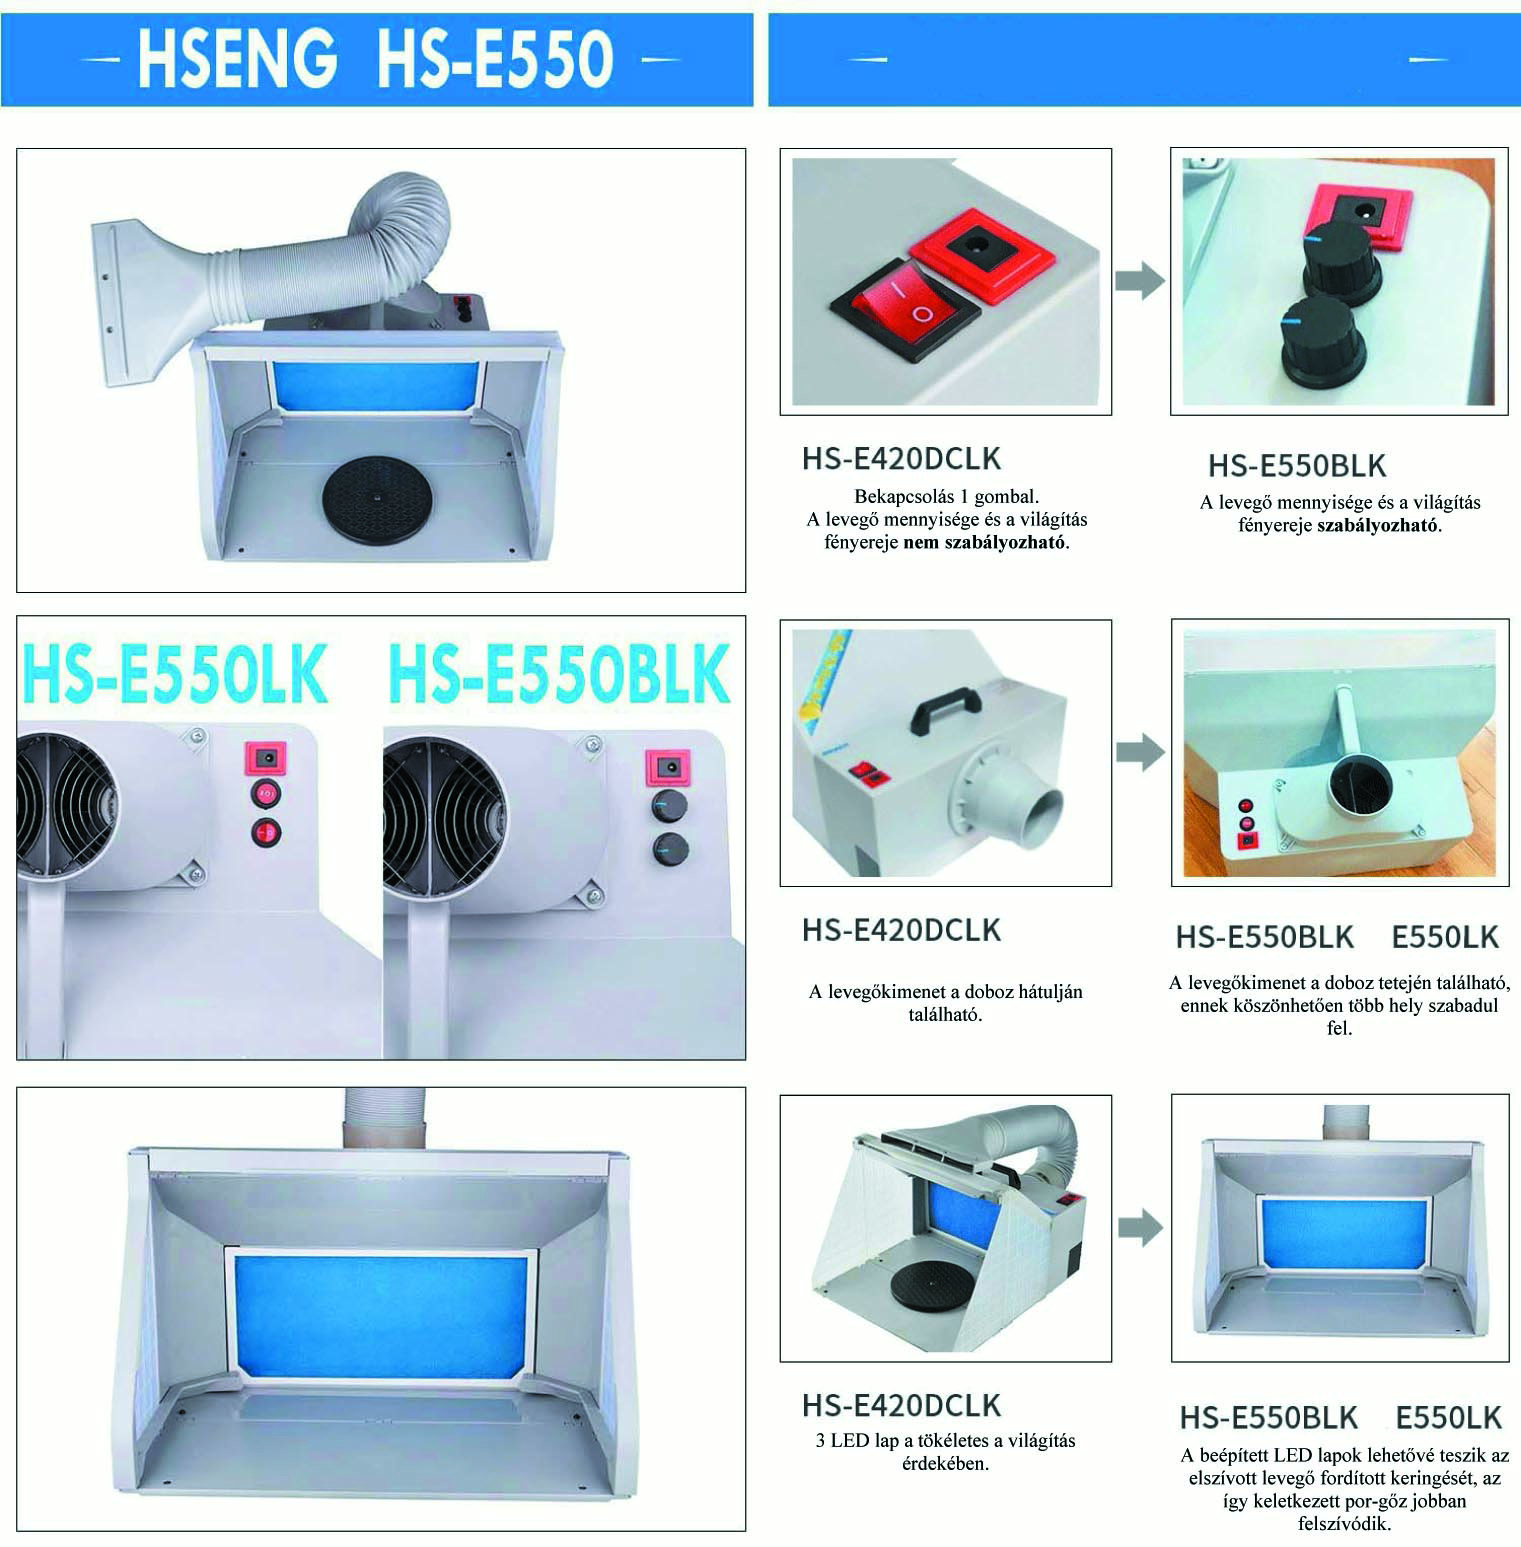 HSENG HS-E550
HS-E420DCLK
Bekapcsolás 1 gombal.
A levegő mennyisége és a világítás
fényereje nem szabályozható.
HS-E550BLK
A levegő mennyisége és a világítás
fényereje szabályozható.
HS-E550LK
HS-E550BLK
HS-E420DCLK
A levegőkimenet a doboz hátulján
található.
HS-E550BLK E550LK
A levegőkimenet a doboz tetején található,
ennek köszönhetően több hely szabadul
fel.
HS-E420DCLK
3 LED lap a tökéletes a világítás
érdekében.
HS-E550BLK E550LK
A beépített LED lapok lehetővé teszik az
elszívott levegő fordított keringését, az
így keletkezett por-gőz jobban
felszívódik.